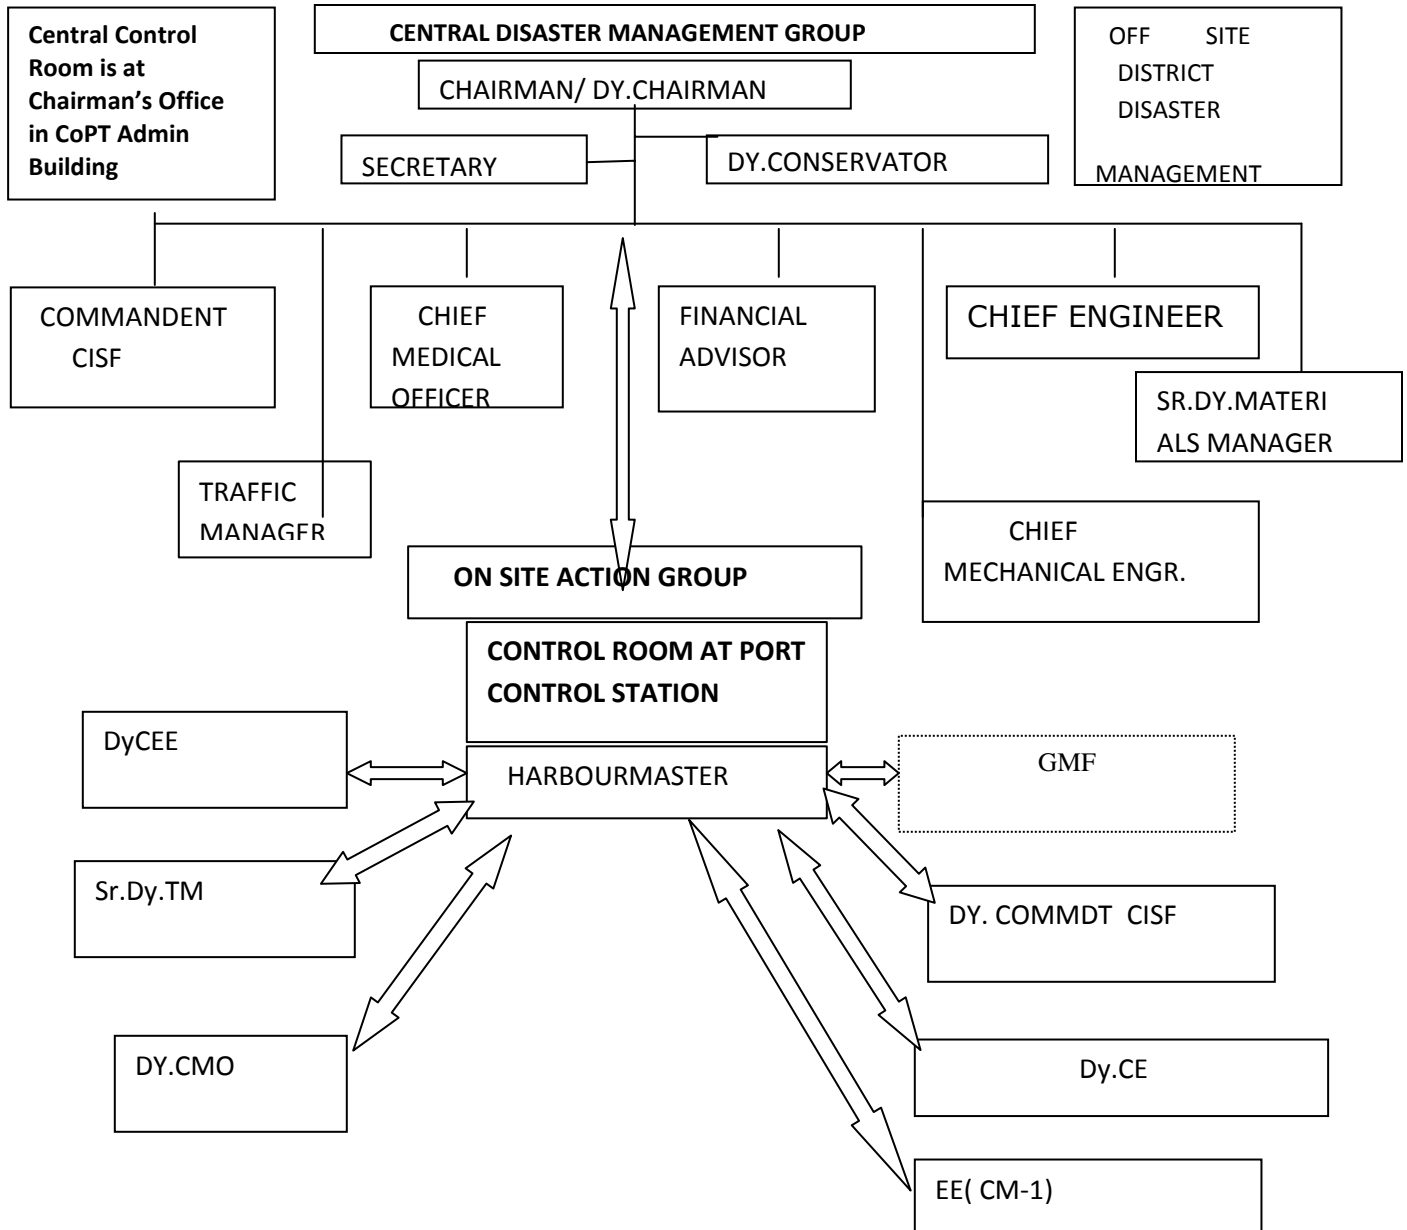 Central Control
Room is at
Chairman's Office
in CoPT Admin
Building
CENTRAL DISASTER MANAGEMENT GROUP
CHAIRMAN/ DY.CHAIRMAN
SECRETARY
DY.CONSERVATOR
OFF SITE
DISTRICT
DISASTER
MANAGEMENT
COMMANDENT
CISF
CHIEF
MEDICAL
OFFICER
FINANCIAL
ADVISOR
CHIEF ENGINEER
SR.DY.MATERI
ALS MANAGER
TRAFFIC
MANAGER
CHIEF
MECHANICAL ENGR.
ON SITE ACTION GROUP
CONTROL ROOM AT PORT
CONTROL STATION
HARBOURMASTER
DyCEE
GMF
Sr.Dy.TM
DY. COMMDT CISF
DY.CMO
Dy.CE
EE( CM-1)